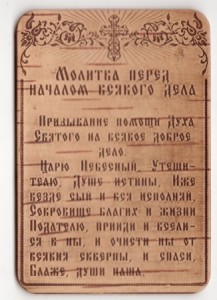 Молитва перед
началом всякого дела
Призывание помощи Духа
Святого на всякое доброе
дело.
Царю Небесный, Утеши-
телю, Душе истины, Иже
везде сый и вся исполняй,
Сокровище благих и жизни
Подателю, прииди и всели-
ся в ны, и очисти ны от
всякия скверны, и спаси,
Блаже, души наша.